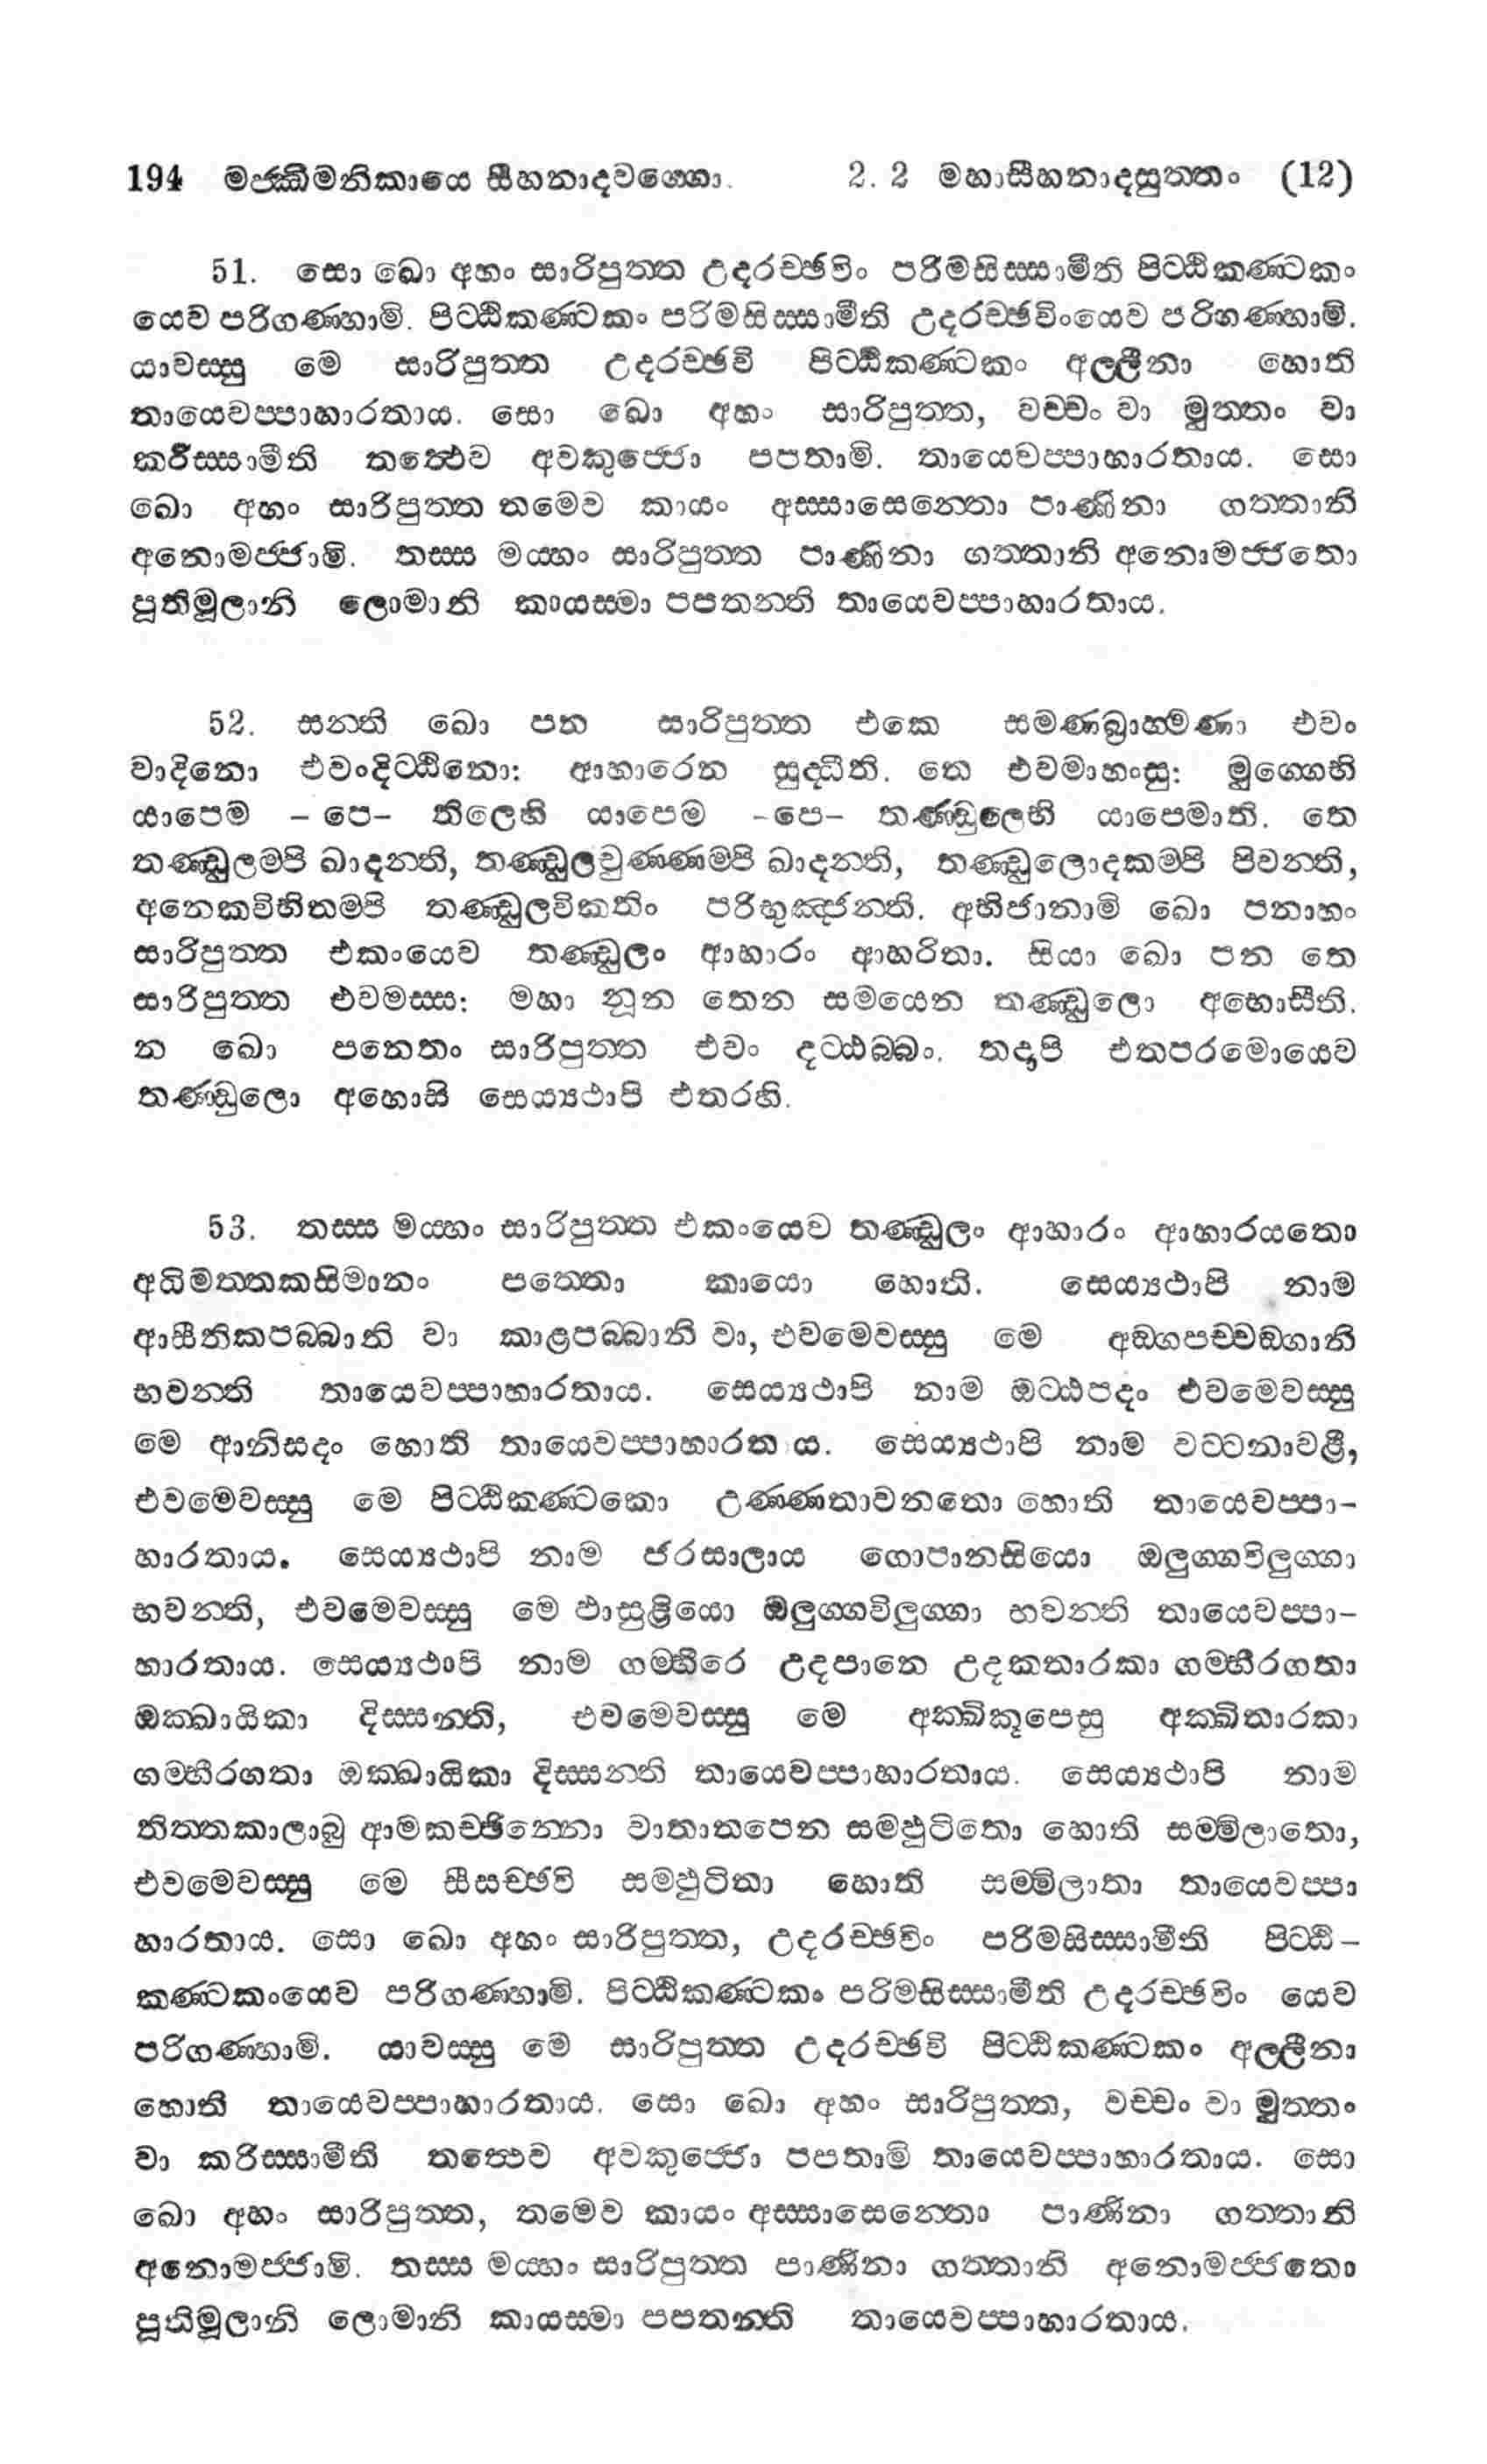 194 මජ්ඣිමනිකායෙ සීහනාදවග්ගො. 2. 2 මහාසීහනාදසුත්තං (12)
51. සො ඛො අහං සාරිපුත්ත උදරච්ඡවිං පරිමසිස්සාමීති පිට්ඨිකණ්ටකං
යෙව පරිගණ්හාමි. පිට්ඨිකණ්ටකං පරිමසිස්සාමීති උදරච්ඡවිංයෙව පරිගණ්හාමි.
යාවස්සු මෙ සාරිපුත්ත උදරච්ඡවි පිට්ඨිකණ්ටකං අල්ලීනා හොති
තායෙවප්පාහාරතාය. සො ඛො අහං සාරිපුත්ත, වච්චං වා මුත්තං වා
කරිස්සාමීති තත්ථෙව අවකුජ්ජො පපතාමි. තායෙවප්පාහාරතාය. සො
ඛො අහං සාරිපුත්ත තමෙව කායං අස්සාසෙන්තො පාණිනා ගත්තානි
අනොමජ්ජාමි. තස්ස මය්හං සාරිපුත්ත පාණිනා ගත්තානි අනොමජ්ජතො
පූතිමූලානි ලොමානි කායස්මා පපතන්ති තායෙවප්පාහාරතාය.
52. සන්ති ඛො පන සාරිපුත්ත එකෙ සමණබ්‍රාහ්මණා එවං
වාදිනො එවංදිට්ඨිනො: ආහාරෙන සුද්ධීති. තෙ එවමාහංසු: මුග්ගෙහි
යාපෙම – පෙ– තිලෙහි යාපෙම -පෙ– තණ්ඩුලෙහි යාපෙමාති. තෙ
තණ්ඩුලම්පි ඛාදන්ති, තණ්ඩුලචුණ්ණම්පි ඛාදන්ති, තණ්ඩුලොදකම්පි පිවන්ති,
අනෙකවිහිතම්පි තණ්ඩුලවිකතිං පරිභුඤ්ජන්ති. අභිජානාමි ඛො පනාහං
සාරිපුත්ත එකංයෙව තණ්ඩුලං ආහාරං ආහරිතා. සියා ඛො පන තෙ
සාරිපුත්ත එවමස්ස: මහා නූන තෙන සමයෙන තණ්ඩුලො අහොසීති.
න ඛො පනෙතං සාරිපුත්ත එවං දට්ඨබ්බං. තදාපි එතපරමොයෙව
තණ්ඩුලො අහොසි සෙය්‍යථාපි එතරහි.
53. තස්ස මය්හං සාරිපුත්ත එකංයෙව තණ්ඩුලං ආහාරං ආහාරයතො
අධිමත්තකසිමානං පත්තො කායො හොති. සෙය්‍යථාපි නාම
ආසීතිකපබ්බානි වා කාළපබ්බානි වා, එවමෙවස්සු මෙ අඞ්ගපච්චඞ්ගානි
භවන්ති තායෙවප්පාහාරතාය. සෙය්‍යථාපි නාම ඔට්ඨපදං එවමෙවස්සු
මෙ ආනිසදං හොති තායෙවප්පාහාරතාය. සෙය්‍යථාපි නාම වට්ටනාවළී,
එවමෙවස්සු මෙ පිට්ඨිකණ්ටකො උණ්ණතාවනතො හොති තායෙවප්පා-
හාරතාය. සෙය්‍යථාපි නාම ජරසාලාය ගොපානසියො ඔලුග්ගවිලුග්ගා
භවන්ති, එවමෙවස්සු මෙ ඵාසුළියො ඔලුග්ගවිලුග්ගා භවන්ති තායෙවප්පා-
හාරතාය. සෙය්‍යථාපි නාම ගම්භීරෙ උදපානෙ උදකතාරකා ගම්භීරගතා
ඔක්ඛායිකා දිස්සන්ති, එවමෙවස්සු මෙ අක්ඛිකූපෙසු අක්ඛිතාරකා
ගම්භීරගතා ඔක්ඛායිකා දිස්සන්ති තායෙවප්පාහාරතාය. සෙය්‍යථාපි නාම
තිත්තකාලාබු ආමකච්ඡින්නො වාතාතපෙන සම්ඵුටිතො හොති සම්මිලාතො,
එවමෙවස්සු මෙ සීසච්ඡවි සම්ඵුටිතා හොති සම්මිලාතා තායෙවප්පා
හාරතාය. සො ඛො අහං සාරිපුත්ත, උදරච්ඡවිං පරිමසිස්සාමීති පිට්ඨි–
කණ්ටකංයෙව පරිගණ්හාමි. පිට්ඨිකණ්ටකං පරිමසිස්සාමීති උදරච්ඡවිං යෙව
පරිගණ්හාමි. යාවස්සු මෙ සාරිපුත්ත උදරච්ඡවි පිට්ඨිකණ්ටකං අල්ලීනා
හොති තායෙවප්පාහාරතාය. සො ඛො අහං සාරිපුත්ත, වච්චං වා මුත්තං
වා කරිස්සාමීති තත්ථෙව අවකුජ්ජො පපතාමි තායෙවප්පාහාරතාය. සො
ඛො අහං සාරිපුත්ත, තමෙව කායං අස්සාසෙන්තො පාණිනා ගත්තානි
අනොමජ්ජාමි. තස්ස මය්හං සාරිපුත්ත පාණිනා ගත්තානි අනොමජ්ජතො
පූතිමූලානි ලොමානි කායස්මා පපතන්ති තායෙවප්පාහාරතාය.